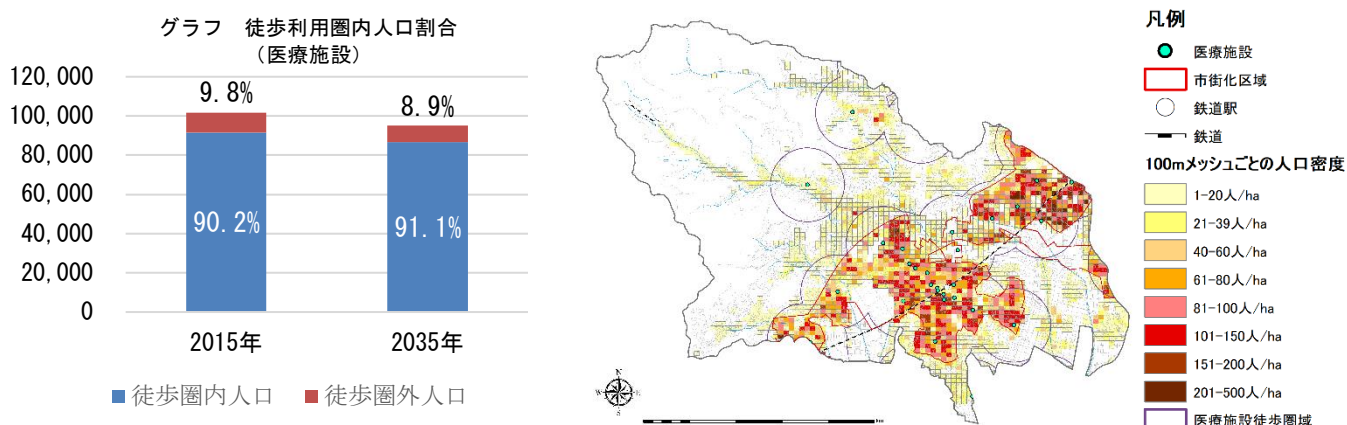 グラフ 徒歩利用圏内人口割合
（医療施設）
120,000
100,000
80,000
60,000
40,000
20,000
0
9.8%
8.9%
90.2%
91.1%
2015年
2035年
徒歩圏内人口
徒歩圏外人口
N
W
E
S
凡例
医療施設
市街化区域
鉄道駅
鉄道
100mメッシュごとの人口密度
1-20人/ha
21-39人/ha
40-60人/ha
61-80人/ha
81-100人/ha
101-150人/ha
151-200人/ha
201-500人/ha
医療施設徒歩圏域